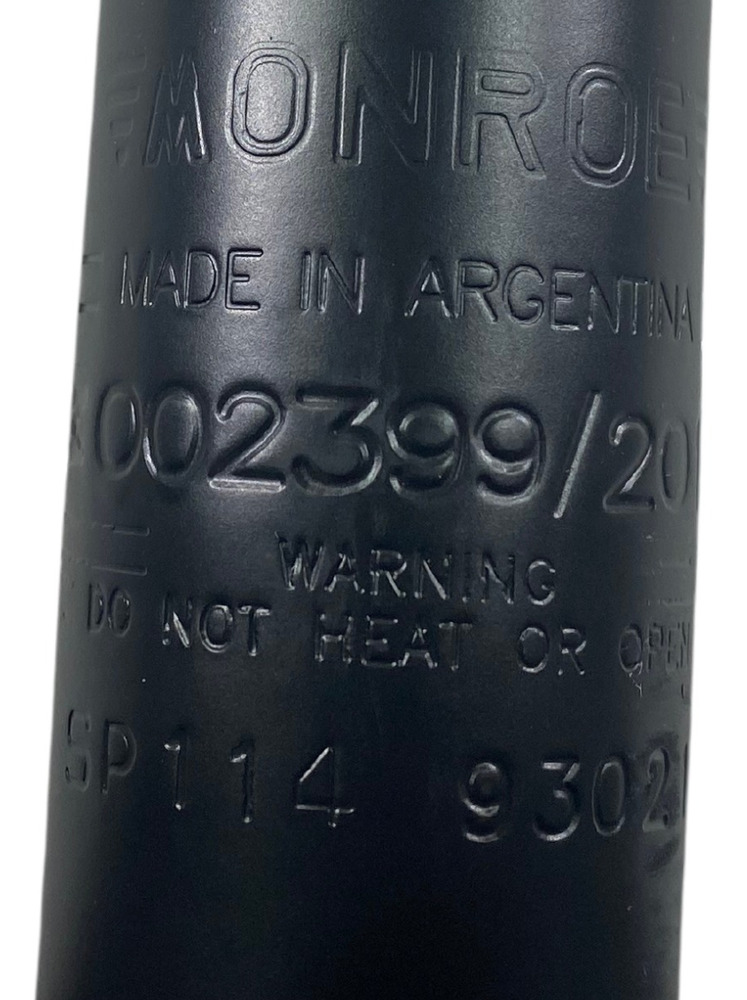 MONROE
MADE IN ARGENTINA
002399/20
WARNING
DO NOT HEAT OR OPEN
SP114 9302